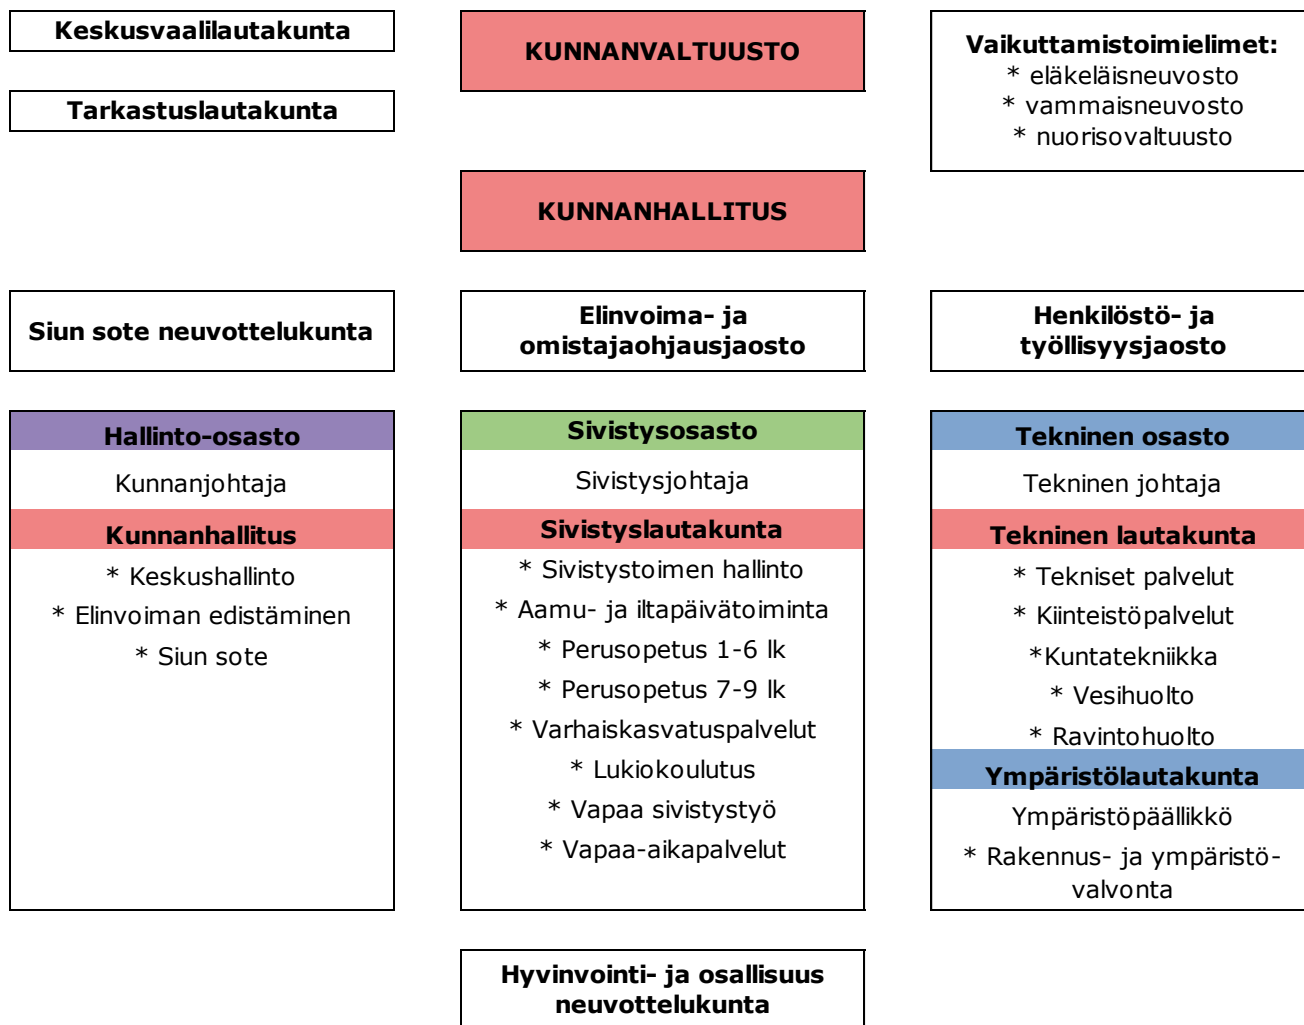 Keskusvaalilautakunta
Tarkastuslautakunta
KUNNANVALTUUSTO
Vaikuttamistoimielimet:
* eläkeläisneuvosto
* vammaisneuvosto
* nuorisovaltuusto
KUNNANHALLITUS
Siun sote neuvottelukunta
Elinvoima- ja
omistajaohjausjaosto
Henkilöstö- ja
työllisyysjaosto
Hallinto-osasto
Kunnanjohtaja
Kunnanhallitus
* Keskushallinto
* Elinvoiman edistäminen
* Siun sote
Sivistysosasto
Sivistysjohtaja
Sivistyslautakunta
* Sivistystoimen hallinto
* Aamu- ja iltapäivätoiminta
* Perusopetus 1-6 lk
* Perusopetus 7-9 lk
* Varhaiskasvatuspalvelut
* Lukiokoulutus
* Vapaa sivistystyö
* Vapaa-aikapalvelut
Tekninen osasto
Tekninen johtaja
Tekninen lautakunta
* Tekniset palvelut
* Kiinteistöpalvelut
*Kuntatekniikka
* Vesihuolto
* Ravintohuolto
Ympäristölautakunta
Ympäristöpäällikkö
* Rakennus- ja ympäristö-
valvonta
Hyvinvointi- ja osallisuus
neuvottelukunta